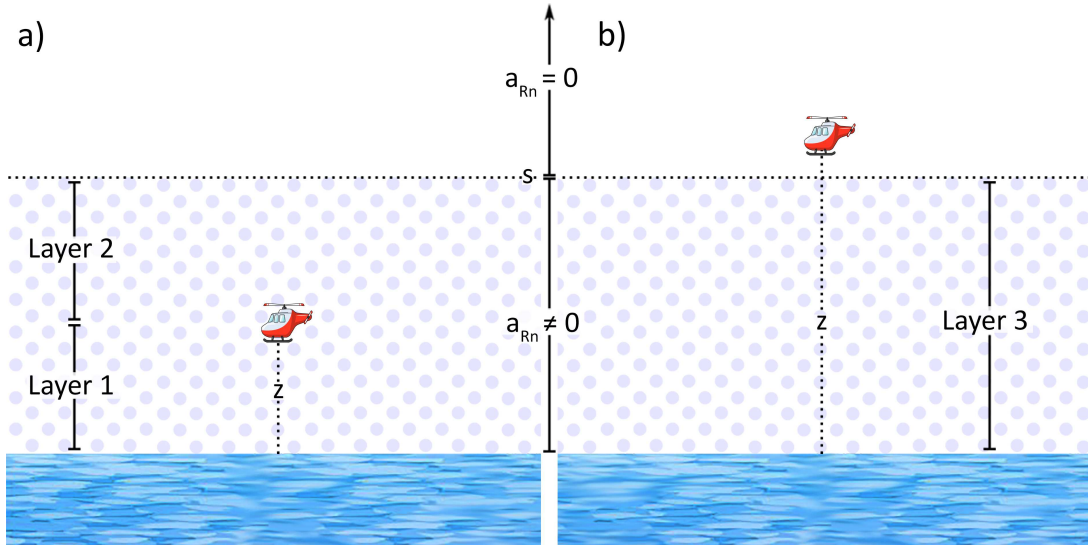 a)
b)
a_Rn = 0
s
Layer 2
a_Rn ≠ 0
z
Layer 3
Layer 1
z